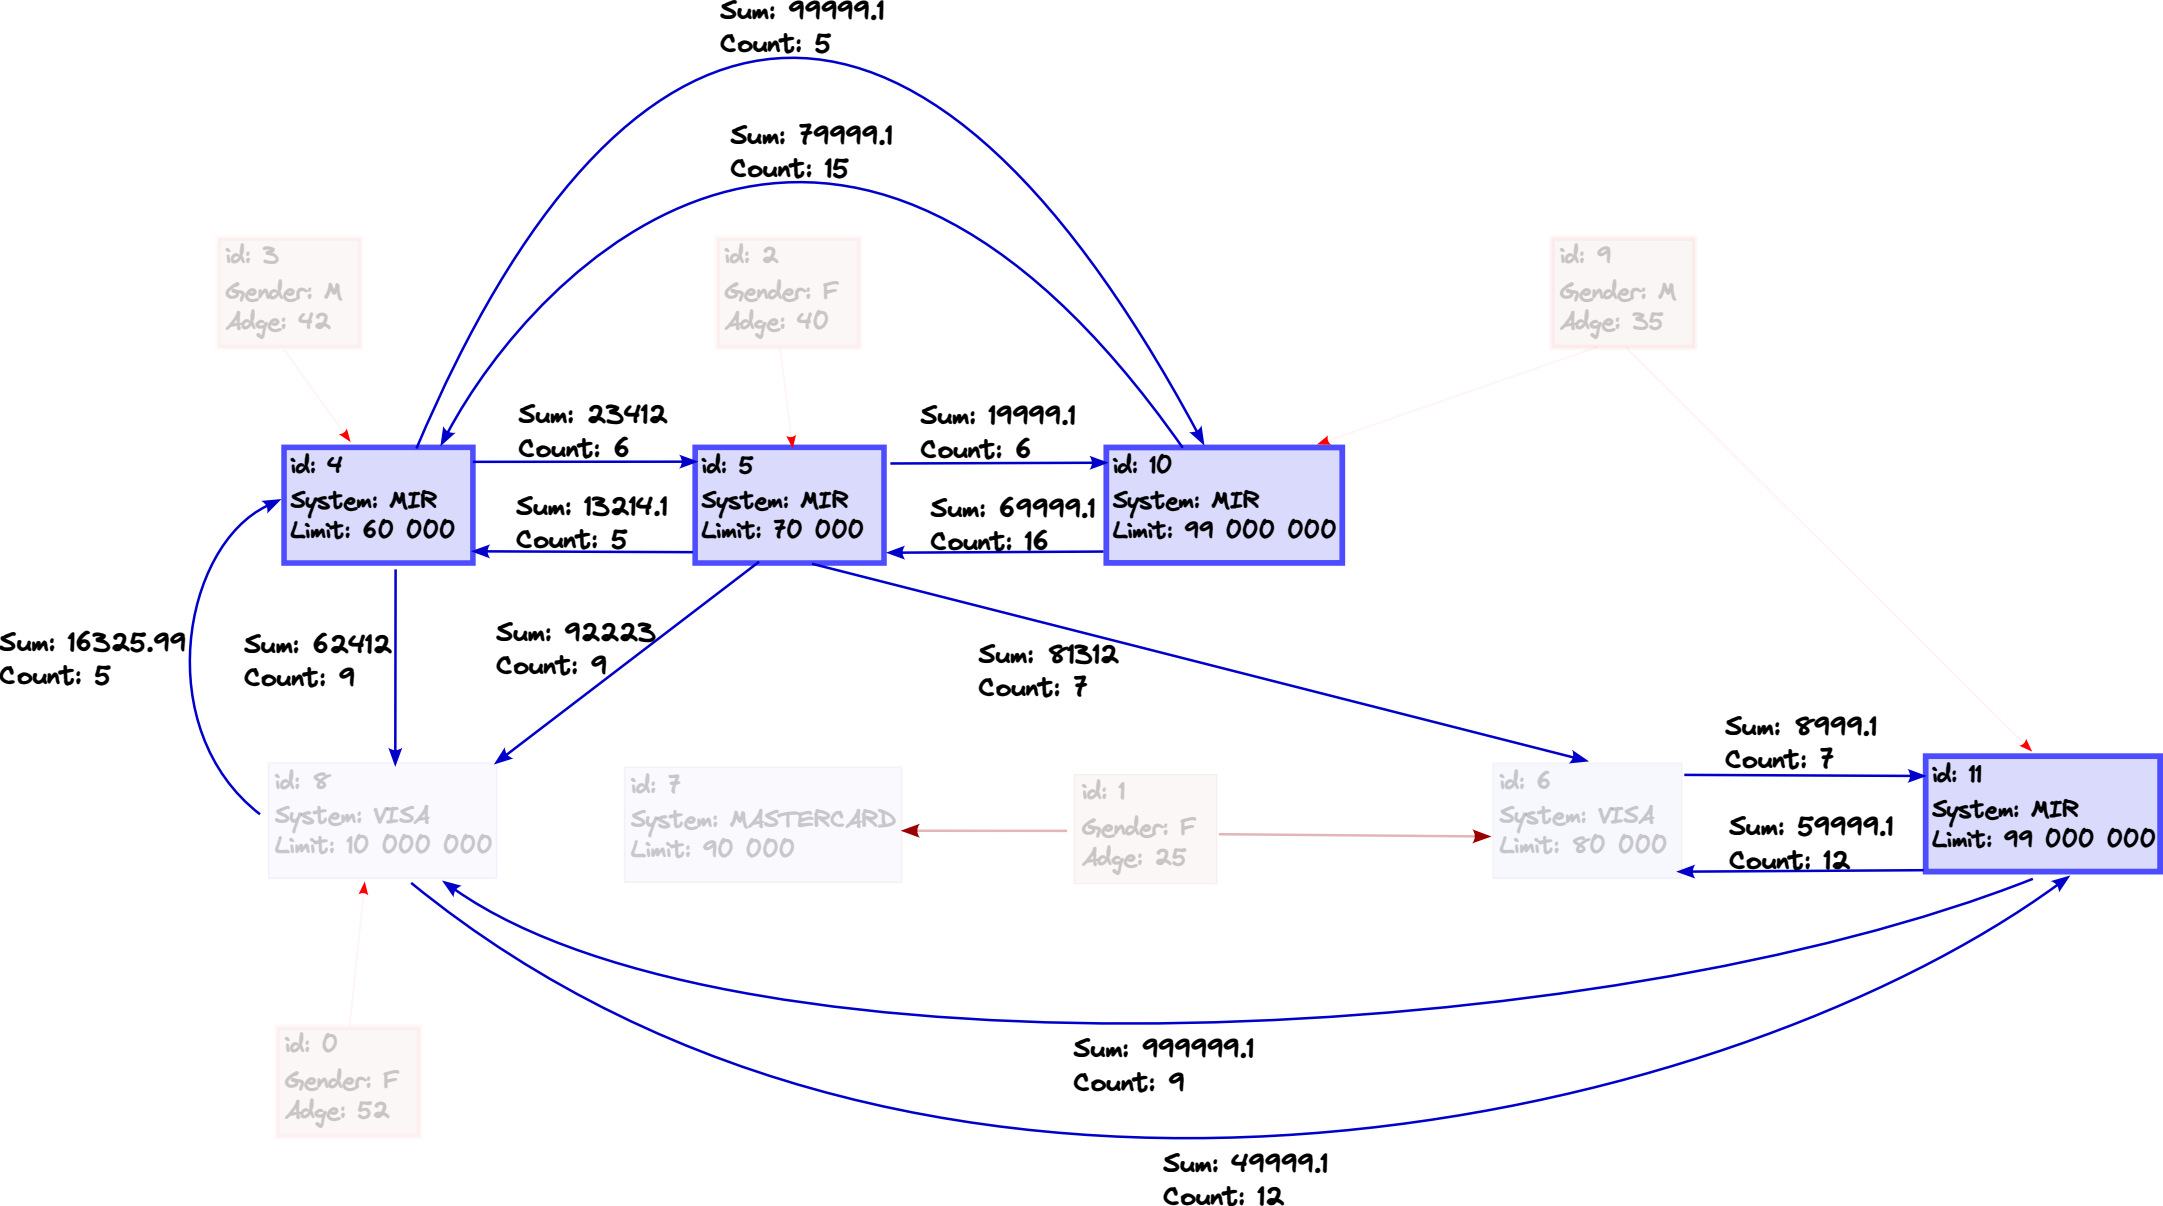 Sum: 99999.1
Count: 5
Sum: 79999.1
Count: 15
id: 3
Gender: M
Adge: 42
id: 2
Gender: F
Adge: 40
id: 9
Gender: M
Adge: 35
Sum: 23412
Count: 6
Sum: 19999.1
Count: 6
id: 4
System: MIR
Limit: 60 000
Sum: 13214.1
Count: 5
id: 5
System: MIR
Limit: 70 000
Sum: 69999.1
Count: 16
id: 10
System: MIR
Limit: 99 000 000
Sum: 16325.99
Count: 5
Sum: 62412
Count: 9
Sum: 92223
Count: 9
Sum: 81312
Count: 7
Sum: 8999.1
Count: 7
id: 8
System: VISA
Limit: 10 000 000
id: 7
System: MASTERCARD
Limit: 90 000
id: 1
Gender: F
Adge: 25
id: 6
System: VISA
Limit: 80 000
Sum: 59999.1
Count: 12
id: 11
System: MIR
Limit: 99 000 000
id: 0
Gender: F
Adge: 52
Sum: 999999.1
Count: 9
Sum: 49999.1
Count: 12